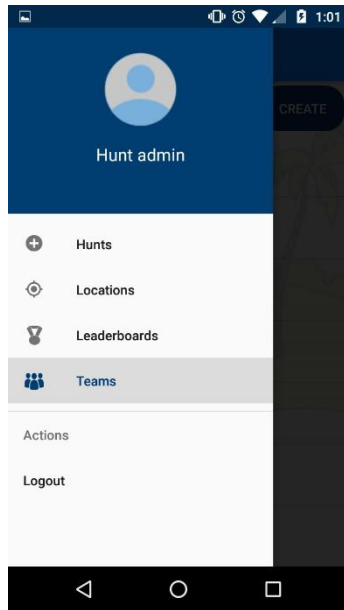 1:01
CREATE
Hunt admin
Hunts
Locations
Leaderboards
Teams
Actions
Logout